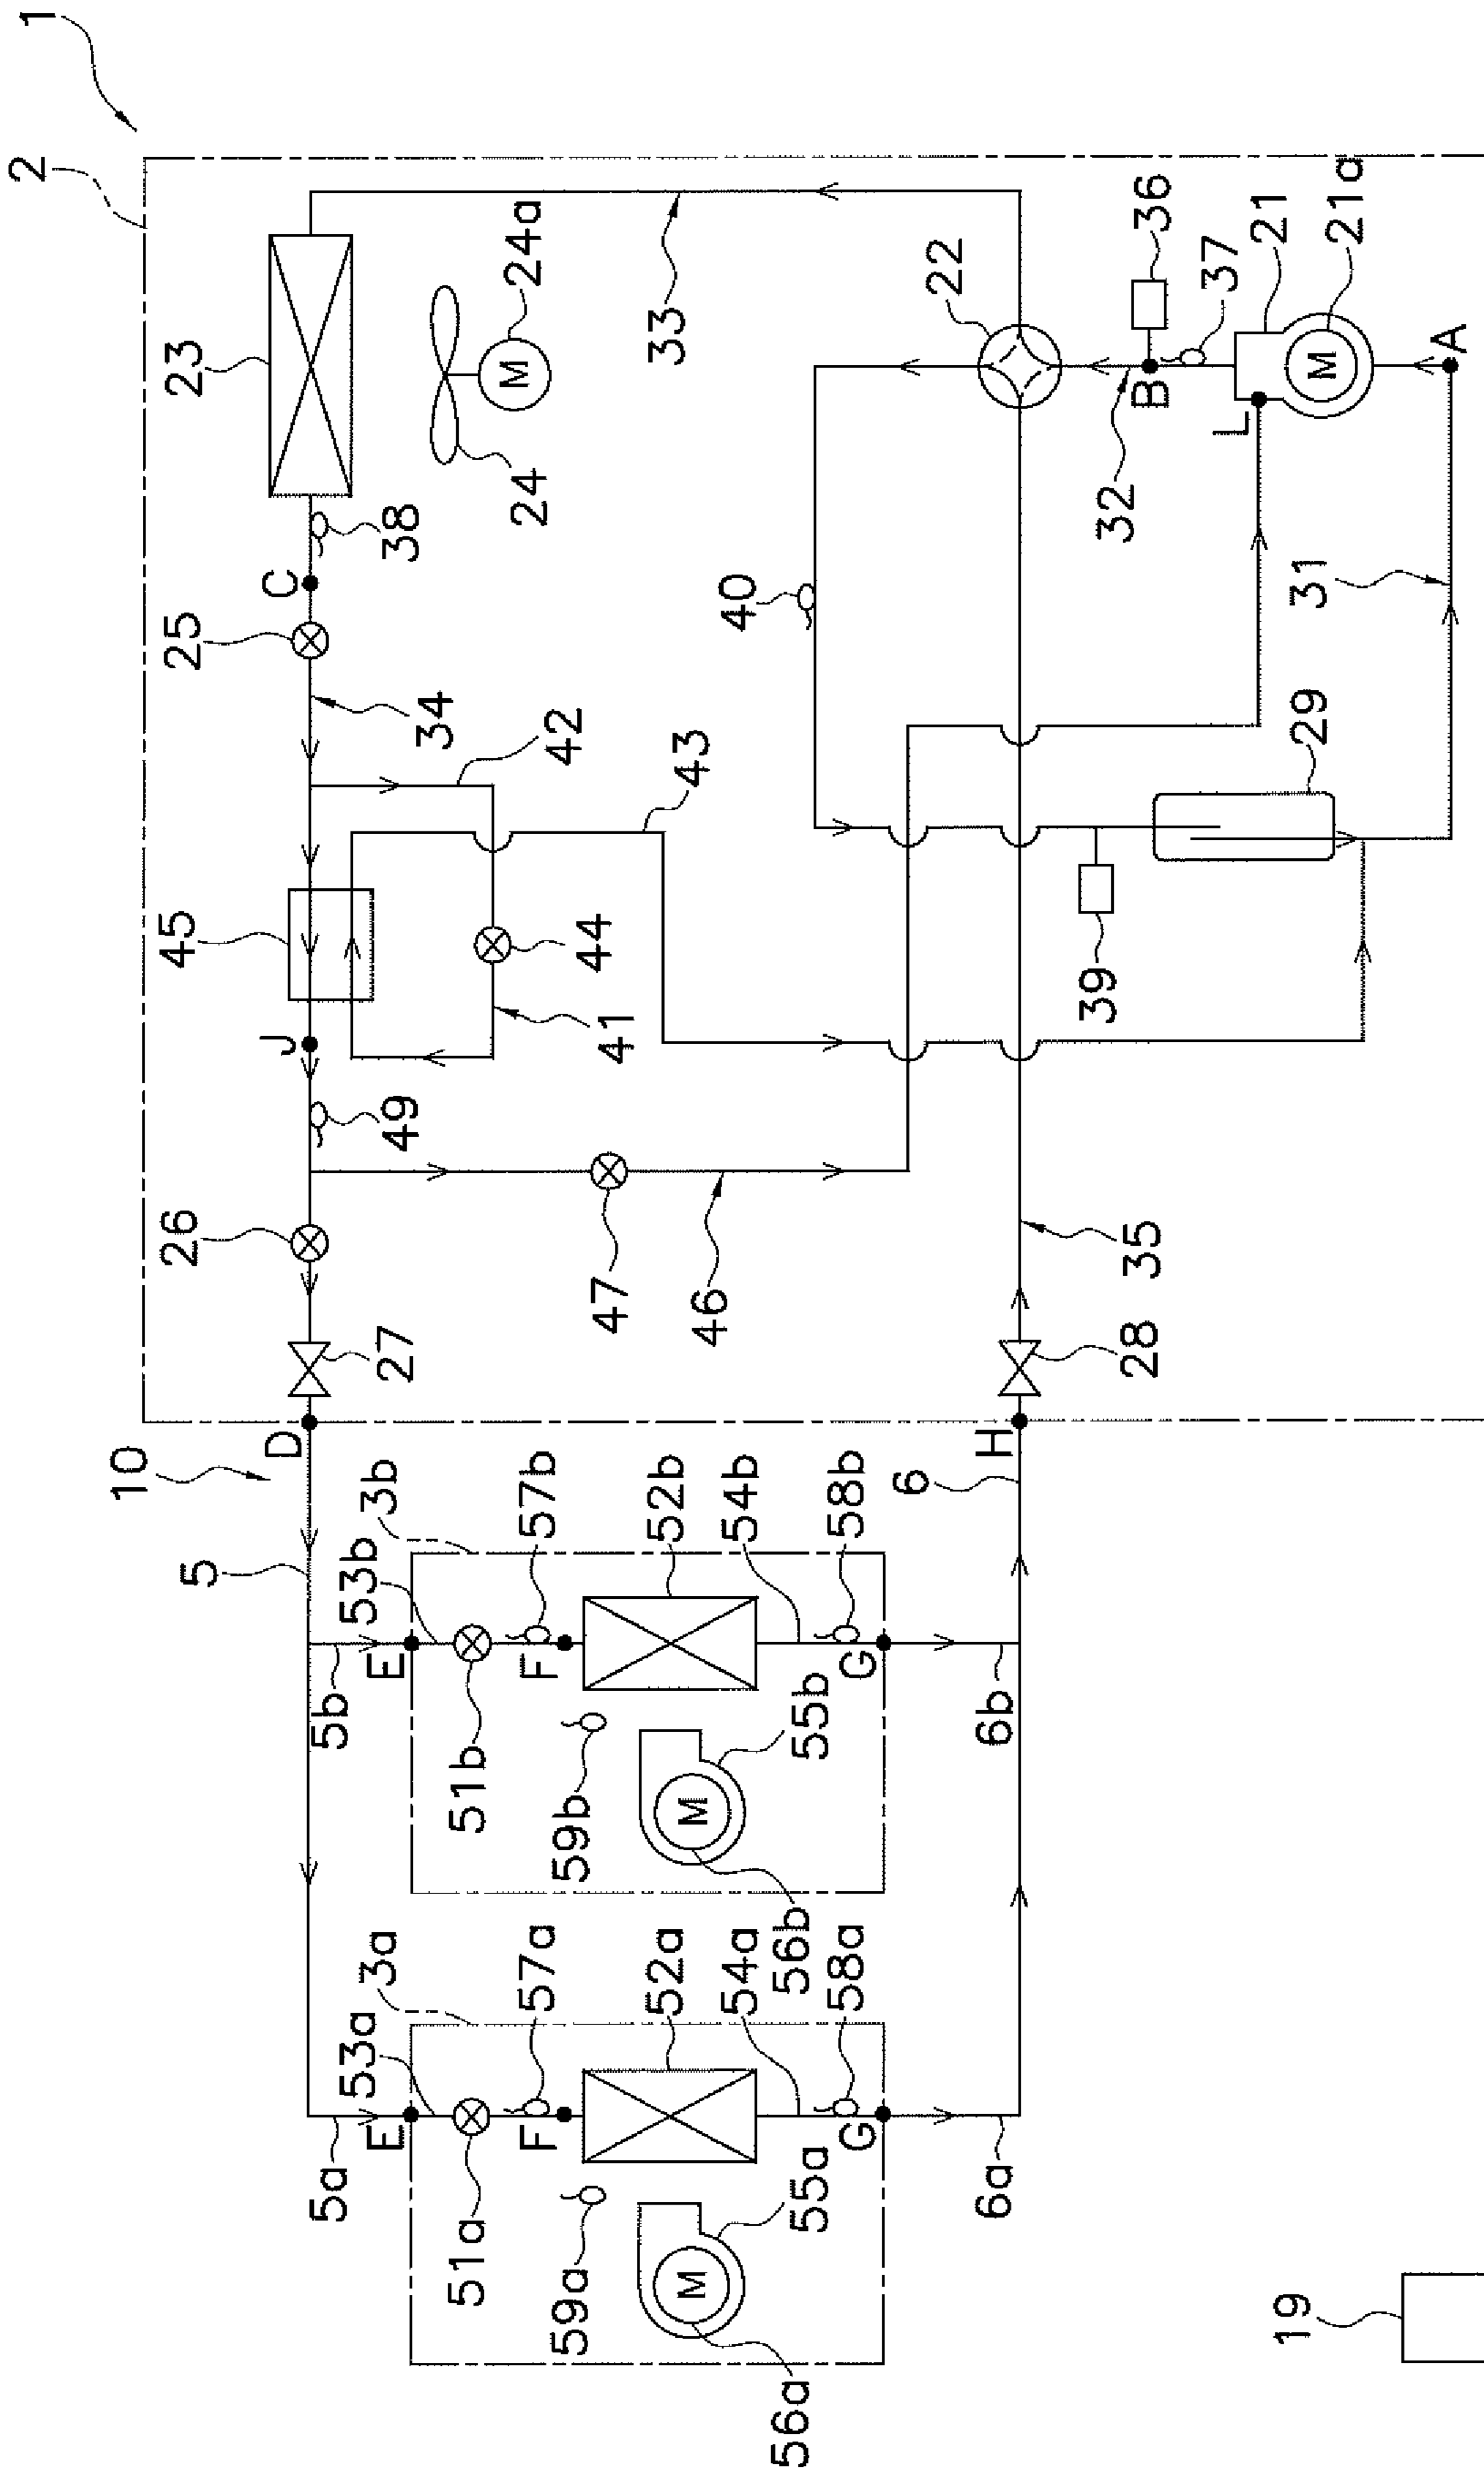 1
2
23
24a
24
38
C
25
34
42
43
45
44
41
J
49
26
47
46
27
D
10
33
22
36
37
B
21
21a
M
M
A
L
32
31
40
29
39
35
28
H
6
5
5b
53b
3b
E
51b
57b
F
52b
54b
58b
G
59b
55b
M
56b
6b
5a
53a
3a
E
51a
57a
F
52a
54a
58a
G
59a
55a
M
56a
6a
19